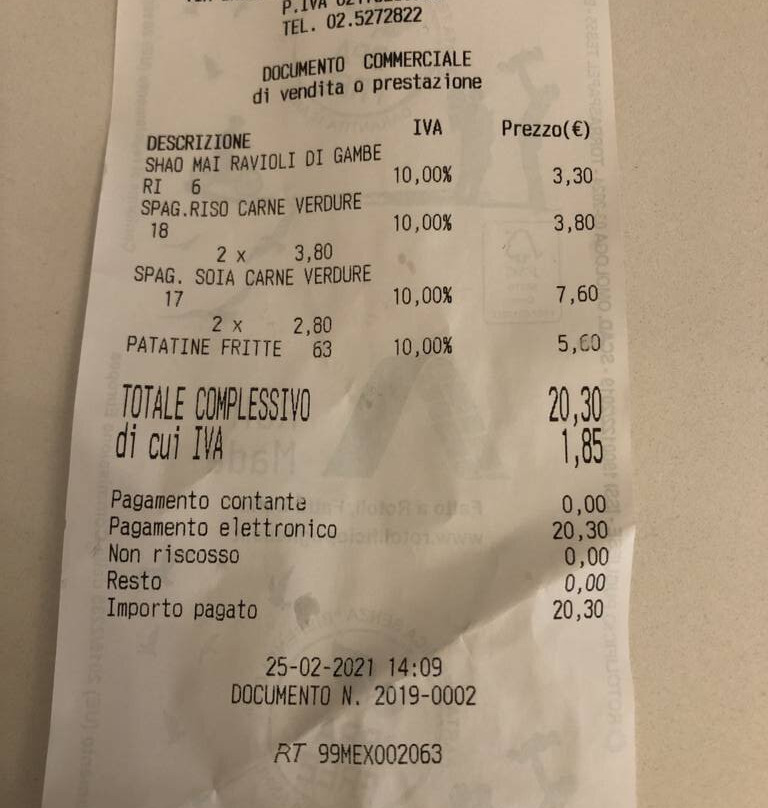 P.IVA
TEL. 02.5272822
DOCUMENTO COMMERCIALE
di vendita o prestazione
DESCRIZIONE IVA Prezzo(€)
SHAO MAI RAVIOLI DI GAMBE
RI 6 10,00% 3,30
SPAG.RISO CARNE VERDURE
18 10,00% 3,80
2 x 3,80
SPAG. SOIA CARNE VERDURE
17 10,00% 7,60
2 x 2,80
PATATINE FRITTE 63 10,00% 5,60
TOTALE COMPLESSIVO 20,30
di cui IVA 1,85
Pagamento contante 0,00
Pagamento elettronico 20,30
Non riscosso 0,00
Resto 0,00
Importo pagato 20,30
25-02-2021 14:09
DOCUMENTO N. 2019-0002
RT 99MEX002063